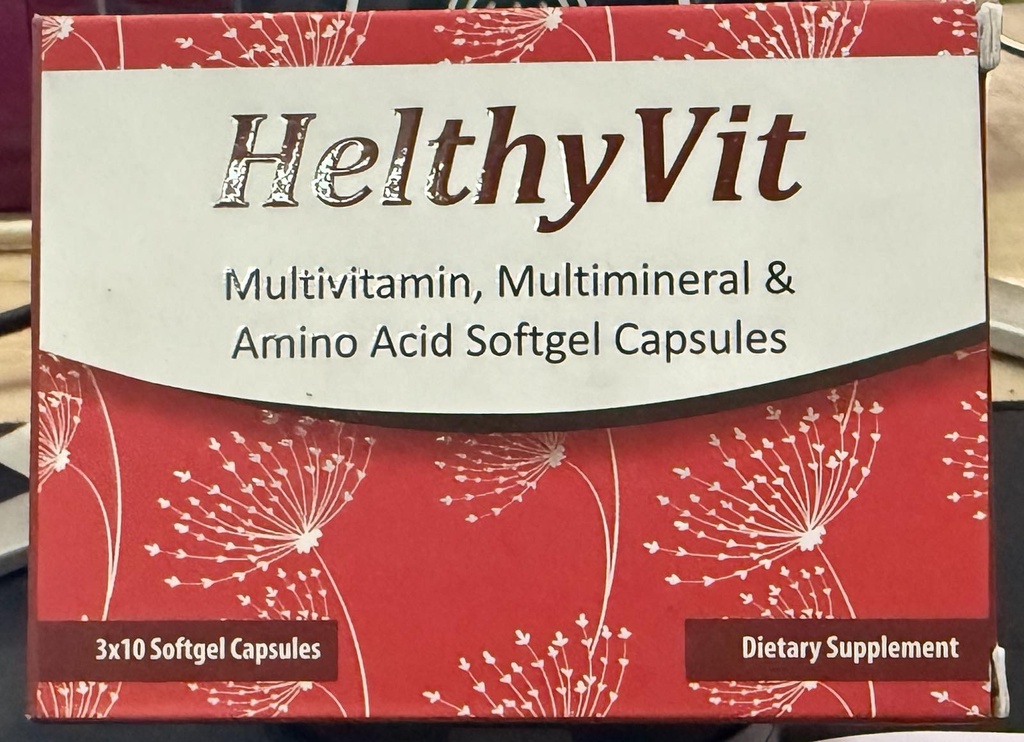 HelthyVit
Multivitamin, Multimineral &
Amino Acid Softgel Capsules
3x10 Softgel Capsules
Dietary Supplement